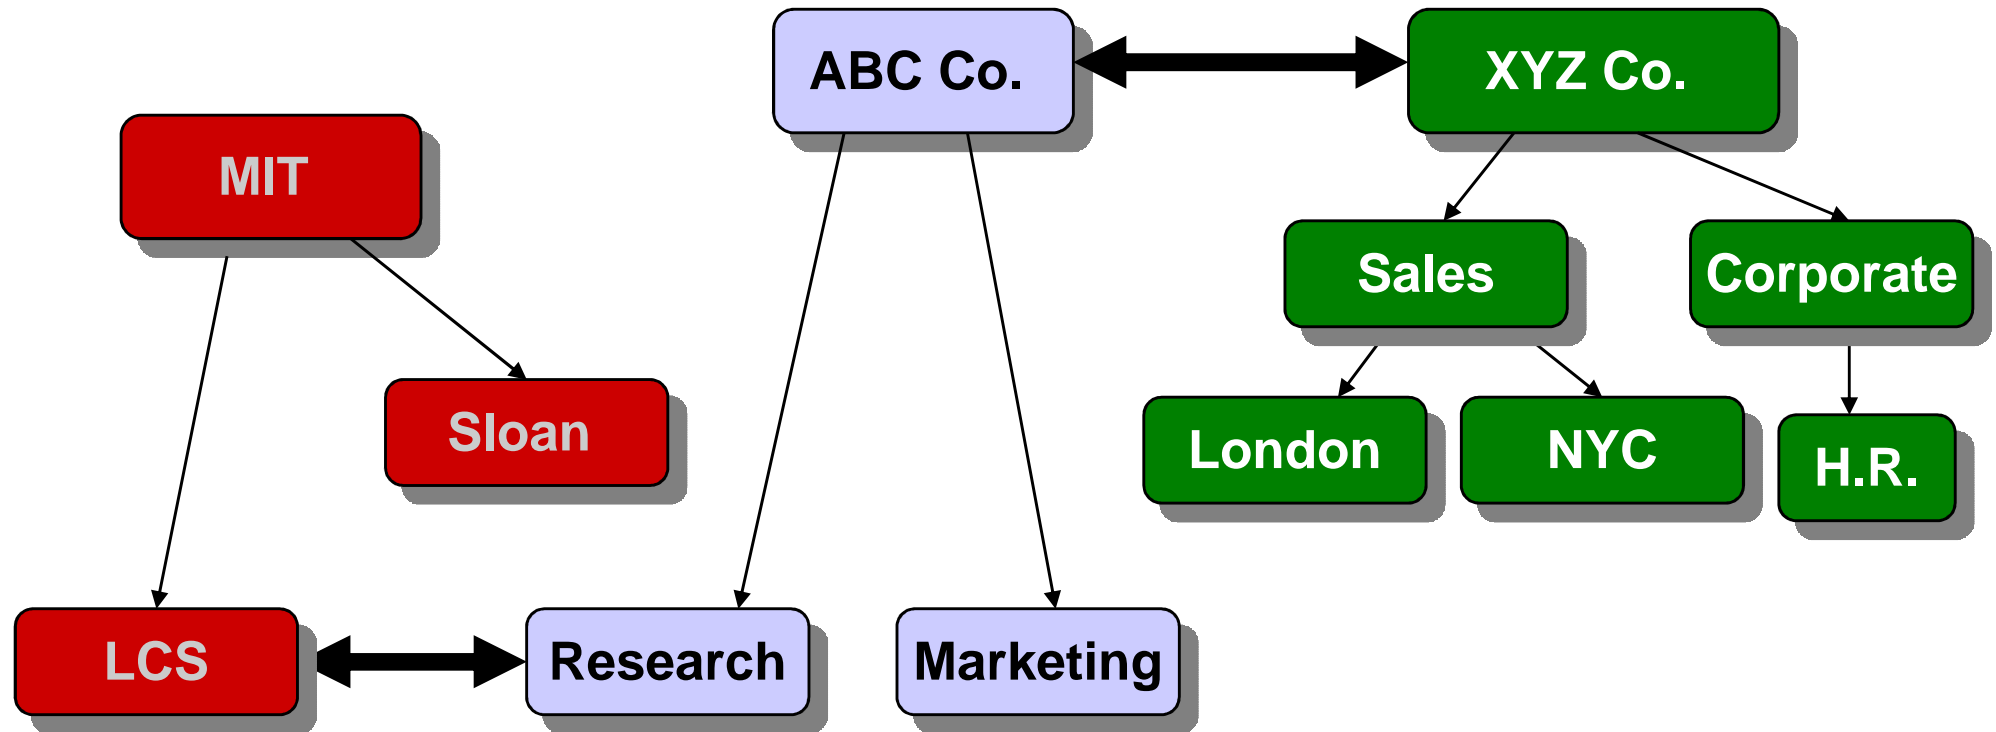 ABC Co.
XYZ Co.
MIT
Sales
Corporate
Sloan
London
NYC
H.R.
LCS
Research
Marketing